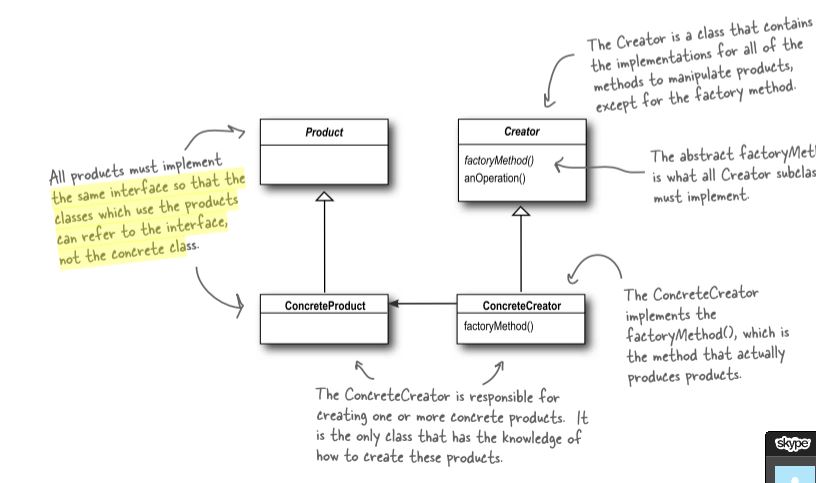 The Creator is a class that contains
the implementations for all of the
methods to manipulate products,
except for the factory method.
Product
Creator
factoryMethod()
anOperation()
All products must implement
the same interface so that the
classes which use the products
can refer to the interface,
not the concrete class.
The abstract factoryMet
is what all Creator subclas
must implement.
ConcreteProduct
ConcreteCreator
factoryMethod()
The ConcreteCreator
implements the
factoryMethod(), which is
the method that actually
produces products.
The ConcreteCreator is responsible for
creating one or more concrete products. It
is the only class that has the knowledge of
how to create these products.
skype